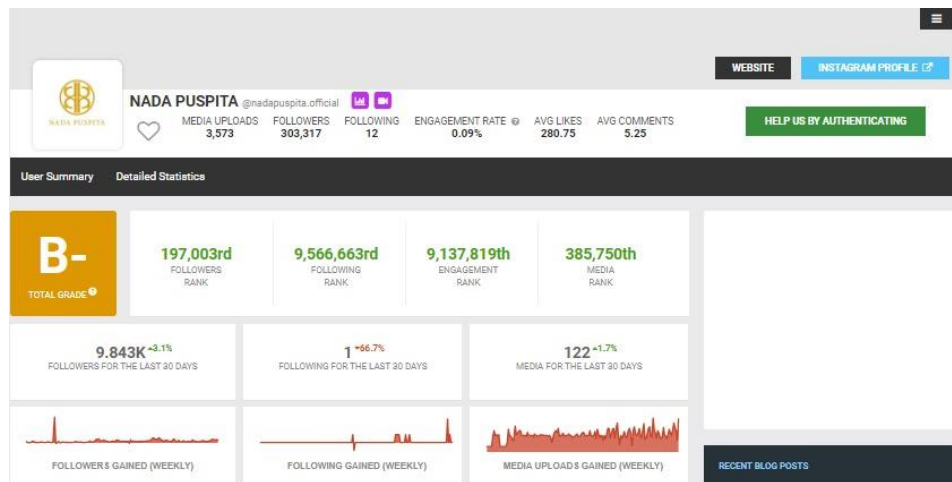 WEBSITE
INSTAGRAM PROFILE
NADA PUSPITA
NADA PUSPITA @nadapuspita.official
MEDIA UPLOADS FOLLOWERS FOLLOWING ENGAGEMENT RATE AVG LIKES AVG COMMENTS
3,573 303,317 12 0.09% 280.75 5.25
HELP US BY AUTHENTICATING
User Summary Detailed Statistics
B-
TOTAL GRADE
197,003rd 9,566,663rd 9,137,819th 385,750th
FOLLOWERS FOLLOWING ENGAGEMENT MEDIA
RANK RANK RANK RANK
9.843K 3.1% 1 66.7% 122 1.7%
FOLLOWERS FOR THE LAST 30 DAYS FOLLOWING FOR THE LAST 30 DAYS MEDIA FOR THE LAST 30 DAYS
FOLLOWERS GAINED (WEEKLY) FOLLOWING GAINED (WEEKLY) MEDIA UPLOADS GAINED (WEEKLY)
RECENT BLOG POSTS